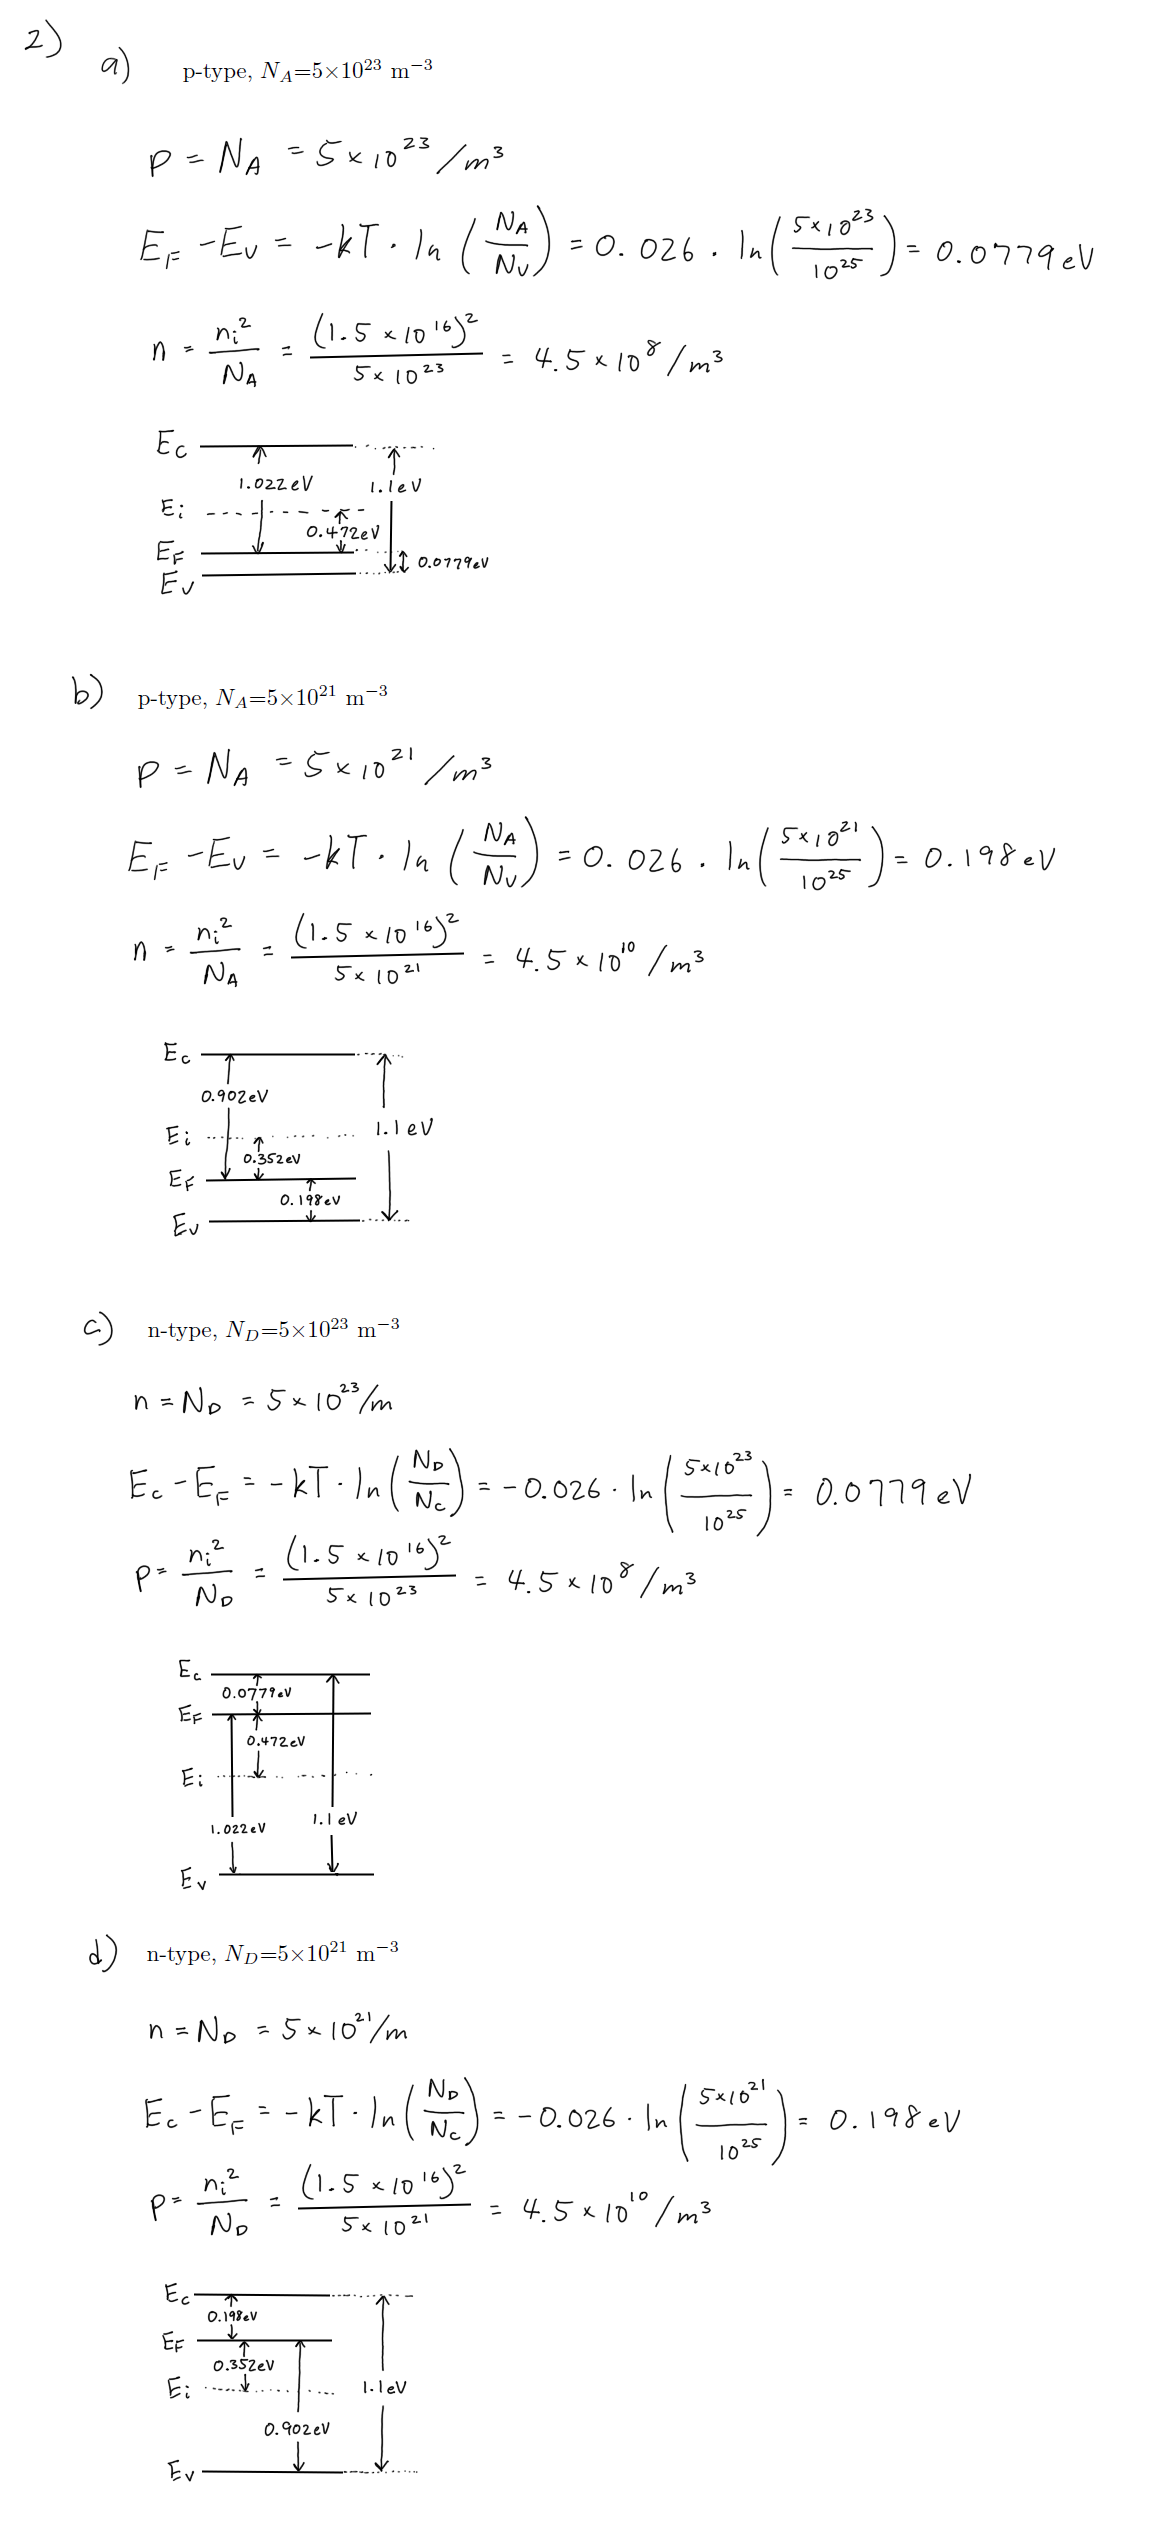 2)
a) p-type, N_A=5×10^23 m^−3
P = N_A = 5×10^23 /m^3
E_F - E_V = -kT · ln (N_A/N_V) = 0.026 · ln (5×10^23/10^25) = 0.0779 eV
n = n_i^2/N_A = (1.5 × 10^16)^2/5×10^23 = 4.5 × 10^8 /m^3
E_C
1.022 eV 1.1 eV
E_i
0.472 eV
E_F
0.0779 eV
E_V
b) p-type, N_A=5×10^21 m^−3
P = N_A = 5×10^21 /m^3
E_F - E_V = -kT · ln (N_A/N_V) = 0.026 · ln (5×10^21/10^25) = 0.198 eV
n = n_i^2/N_A = (1.5 × 10^16)^2/5×10^21 = 4.5 × 10^10 /m^3
E_C
0.902 eV
E_i 1.1 eV
0.352 eV
E_F
0.198 eV
E_V
c) n-type, N_D=5×10^23 m^−3
n = N_D = 5×10^23/m
E_C - E_F = -kT · ln (N_D/N_C) = -0.026 · ln (5×10^23/10^25) = 0.0779 eV
P = n_i^2/N_D = (1.5 × 10^16)^2/5×10^23 = 4.5 × 10^8 /m^3
E_C
0.0779 eV
E_F
0.472 eV
E_i
1.022 eV 1.1 eV
E_V
d) n-type, N_D=5×10^21 m^−3
n = N_D = 5×10^21/m
E_C - E_F = -kT · ln (N_D/N_C) = -0.026 · ln (5×10^21/10^25) = 0.198 eV
P = n_i^2/N_D = (1.5 × 10^16)^2/5×10^21 = 4.5 × 10^10 /m^3
E_C
0.198 eV
E_F
0.352 eV
E_i 1.1 eV
0.902 eV
E_V